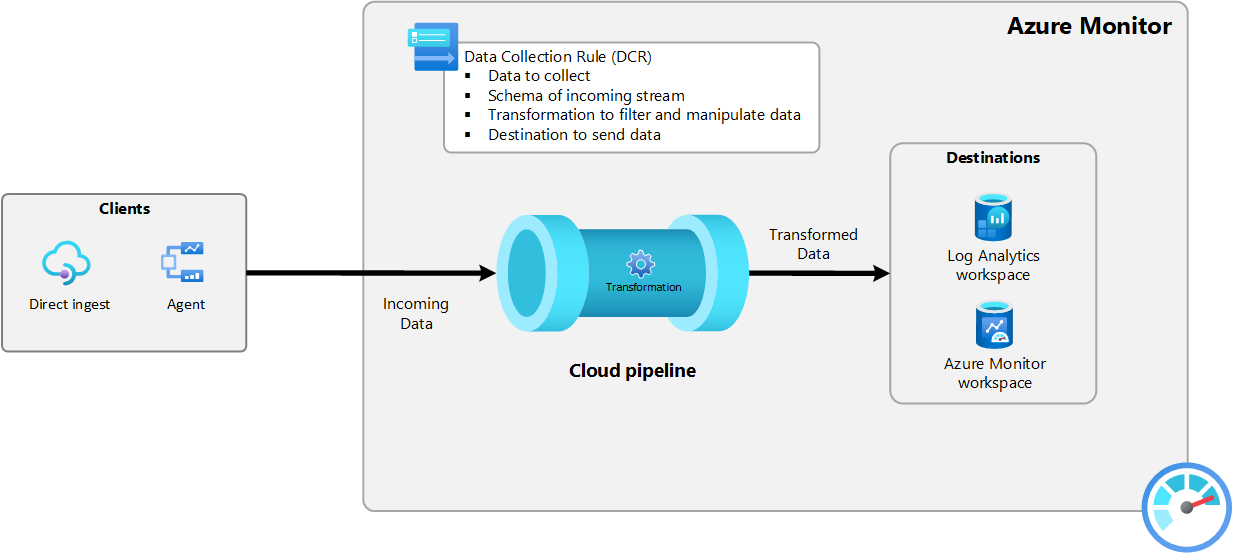 Azure Monitor
Data Collection Rule (DCR)
▪ Data to collect
▪ Schema of incoming stream
▪ Transformation to filter and manipulate data
▪ Destination to send data
Clients
Direct ingest
Agent
Incoming
Data
Transformation
Cloud pipeline
Transformed
Data
Destinations
Log Analytics
workspace
Azure Monitor
workspace